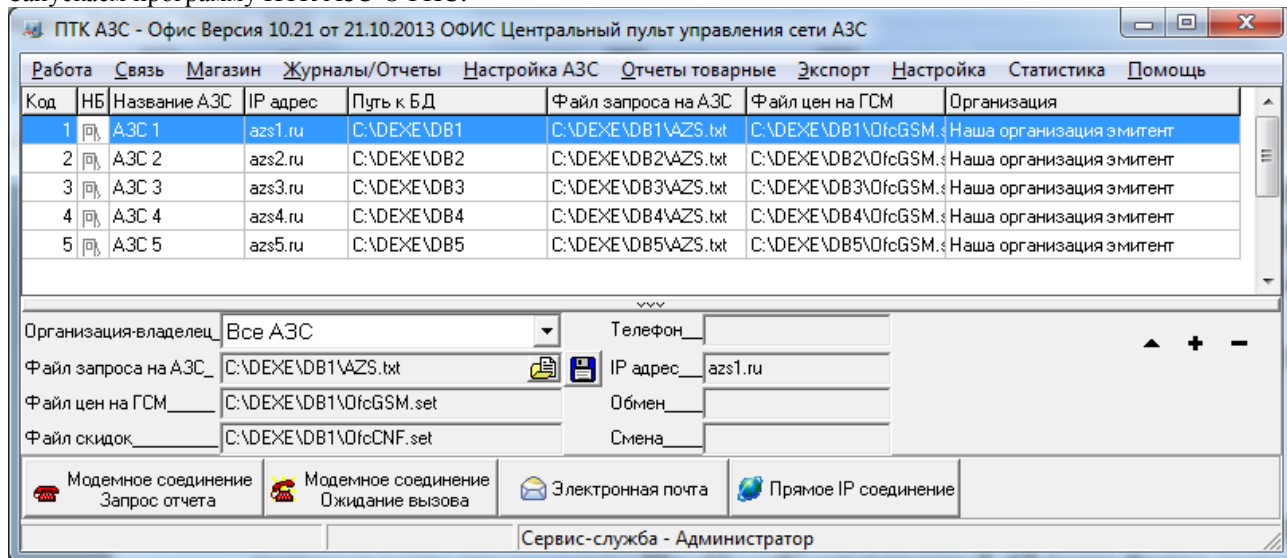 ПТК АЗС - Офис Версия 10.21 от 21.10.2013 ОФИС Центральный пульт управления сети АЗС
Работа Связь Магазин Журналы/Отчеты Настройка АЗС Отчеты товарные Экспорт Настройка Статистика Помощь
Код НБ Название АЗС IP адрес Путь к БД Файл запроса на АЗС Файл цен на ГСМ Организация
1 АЗС 1 azs1.ru C:\DEXE\DB1 C:\DEXE\DB1\AZS.txt C:\DEXE\DB1\OfcGSM.s Наша организация эмитент
2 АЗС 2 azs2.ru C:\DEXE\DB2 C:\DEXE\DB2\AZS.txt C:\DEXE\DB2\OfcGSM.s Наша организация эмитент
3 АЗС 3 azs3.ru C:\DEXE\DB3 C:\DEXE\DB3\AZS.txt C:\DEXE\DB3\OfcGSM.s Наша организация эмитент
4 АЗС 4 azs4.ru C:\DEXE\DB4 C:\DEXE\DB4\AZS.txt C:\DEXE\DB4\OfcGSM.s Наша организация эмитент
5 АЗС 5 azs5.ru C:\DEXE\DB5 C:\DEXE\DB5\AZS.txt C:\DEXE\DB5\OfcGSM.s Наша организация эмитент
Организация-владелец_ Все АЗС Телефон__
Файл запроса на АЗС_ C:\DEXE\DB1\AZS.txt IP адрес__ azs1.ru
Файл цен на ГСМ____ C:\DEXE\DB1\OfcGSM.set Обмен___
Файл скидок________ C:\DEXE\DB1\OfcCNF.set Смена___
Модемное соединение Запрос отчета
Модемное соединение Ожидание вызова
Электронная почта
Прямое IP соединение
Сервис-служба - Администратор